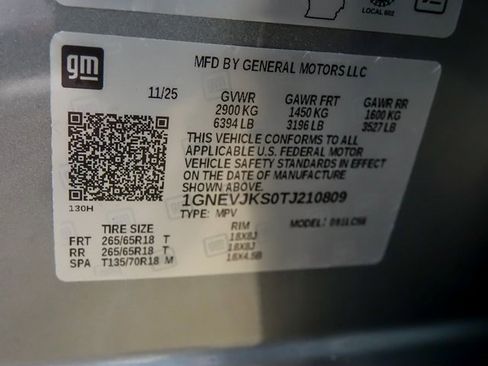 LOCAL 602
gm
MFD BY GENERAL MOTORS LLC
11/25 GVWR GAWR FRT GAWR RR
2900 KG 1450 KG 1600 KG
6394 LB 3196 LB 3527 LB
THIS VEHICLE CONFORMS TO ALL
APPLICABLE U.S. FEDERAL MOTOR
VEHICLE SAFETY STANDARDS IN EFFECT
ON THE DATE OF MANUFACTURE
SHOWN ABOVE.
1GNEVJKS0TJ210809
130H
TYPE: MPV MODEL:
TIRE SIZE RIM
FRT 265/65R18 T 18X8J
RR 265/65R18 T 18X8J
SPA T135/70R18 M 18X4.5B